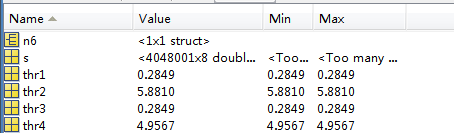 Name Value Min Max
n6 <1x1 struct>
s <4048001x8 doubl... <Too... <Too many ...
thr1 0.2849 0.2849 0.2849
thr2 5.8810 5.8810 5.8810
thr3 0.2849 0.2849 0.2849
thr4 4.9567 4.9567 4.9567